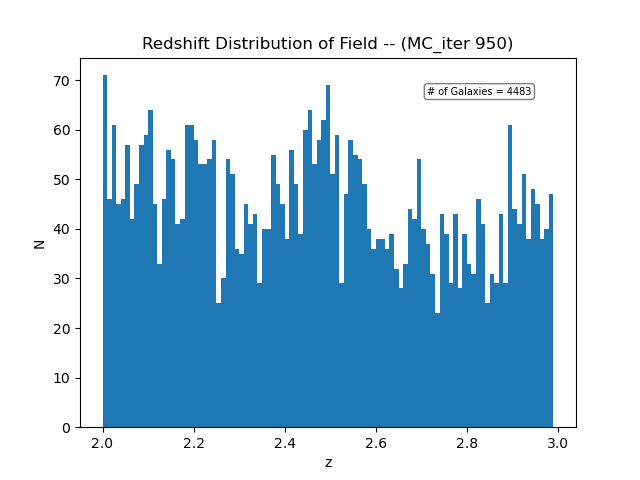 Redshift Distribution of Field -- (MC_iter 950)
# of Galaxies = 4483
70
60
50
40
30
20
10
0
N
2.0 2.2 2.4 2.6 2.8 3.0
z